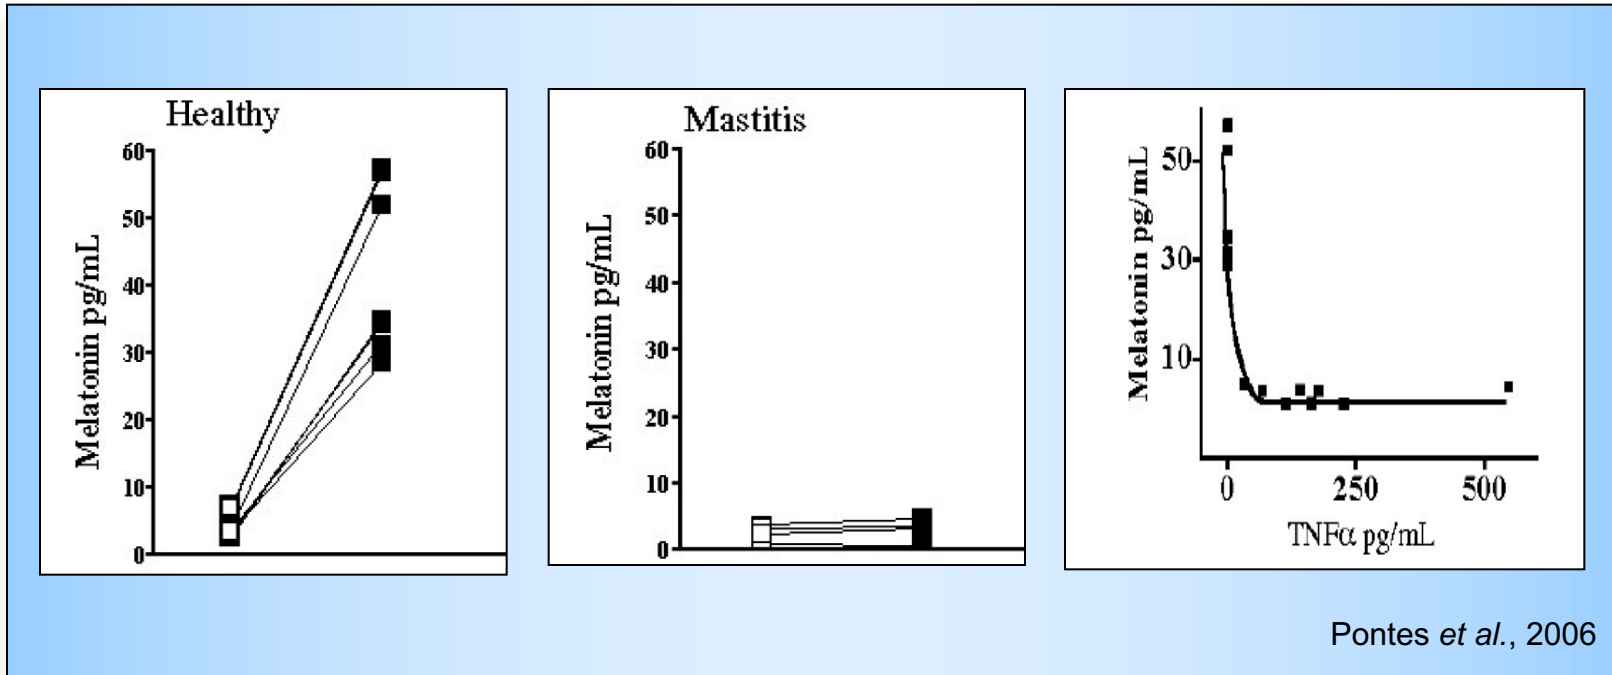 Healthy
60
50
40
30
20
10
0
Melatonin pg/mL
Mastitis
60
50
40
30
20
10
0
Melatonin pg/mL
50
30
10
Melatonin pg/mL
0 250 500
TNFα pg/mL
Pontes et al., 2006